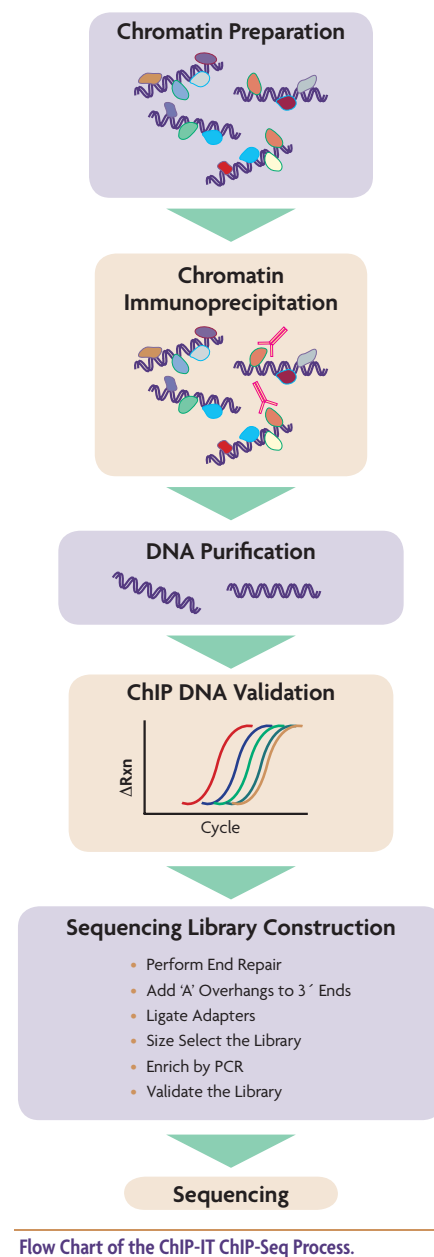 Chromatin Preparation
Chromatin
Immunoprecipitation
DNA Purification
ChIP DNA Validation
ΔRxn
Cycle
Sequencing Library Construction
• Perform End Repair
• Add ‘A’ Overhangs to 3´ Ends
• Ligate Adapters
• Size Select the Library
• Enrich by PCR
• Validate the Library
Sequencing
Flow Chart of the ChIP-IT ChIP-Seq Process.